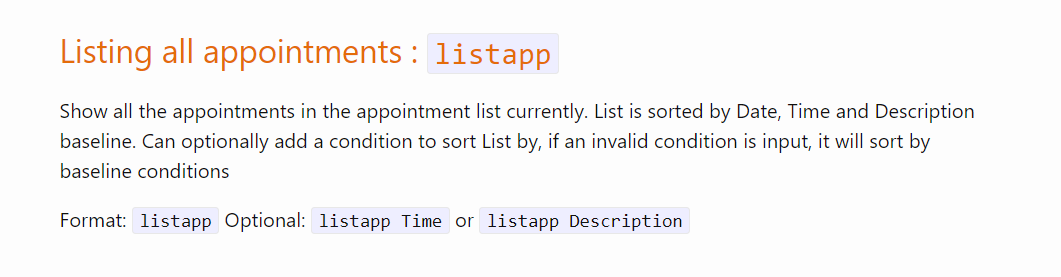 Listing all appointments : listapp
Show all the appointments in the appointment list currently. List is sorted by Date, Time and Description
baseline. Can optionally add a condition to sort List by, if an invalid condition is input, it will sort by
baseline conditions
Format: listapp Optional: listapp Time or listapp Description